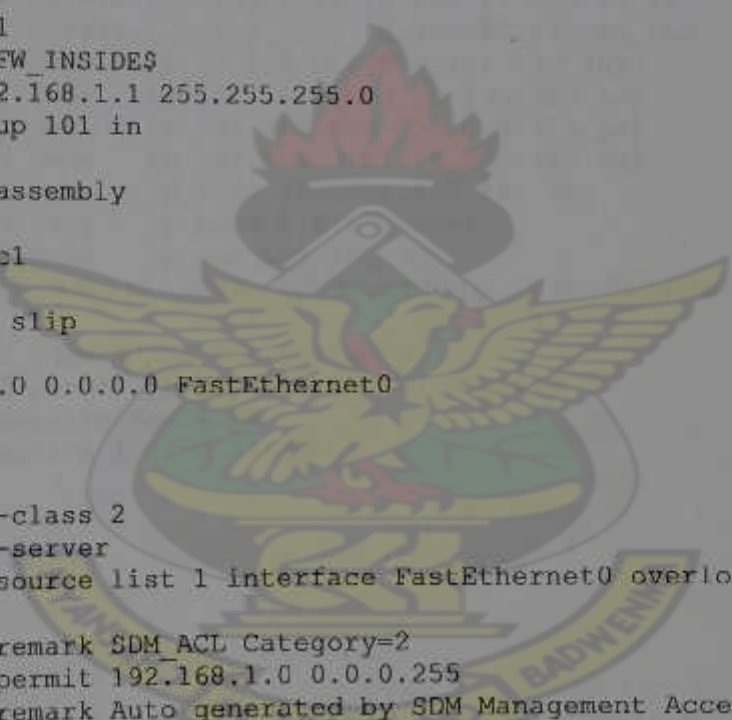 1
FW_INSIDE$
2.168.1.1 255.255.255.0
up 101 in
assembly
c1
slip
.0 0.0.0.0 FastEthernet0
-class 2
-server
source list 1 interface FastEthernet0 overlo
remark SDM_ACL Category=2
permit 192.168.1.0 0.0.0.255
remark Auto generated by SDM Management Acce
BADWENMA